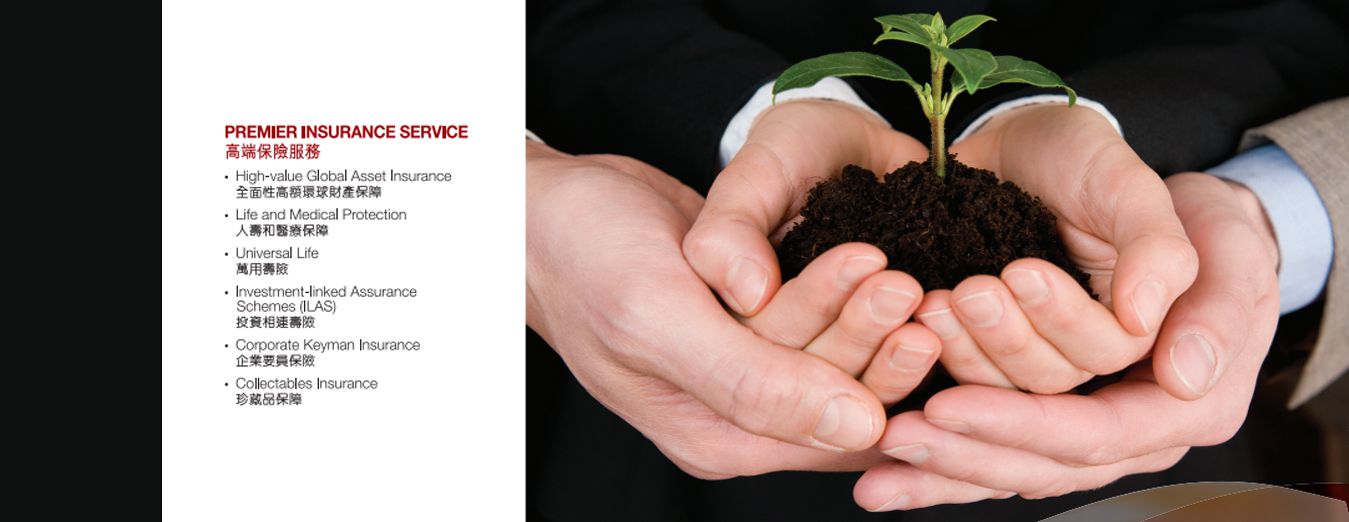 PREMIER INSURANCE SERVICE
高端保險服務
• High-value Global Asset Insurance
全面性高額環球財產保障
• Life and Medical Protection
人壽和醫療保障
• Universal Life
萬用壽險
• Investment-linked Assurance
Schemes (ILAS)
投資相連壽險
• Corporate Keyman Insurance
企業要員保險
• Collectables Insurance
珍藏品保障